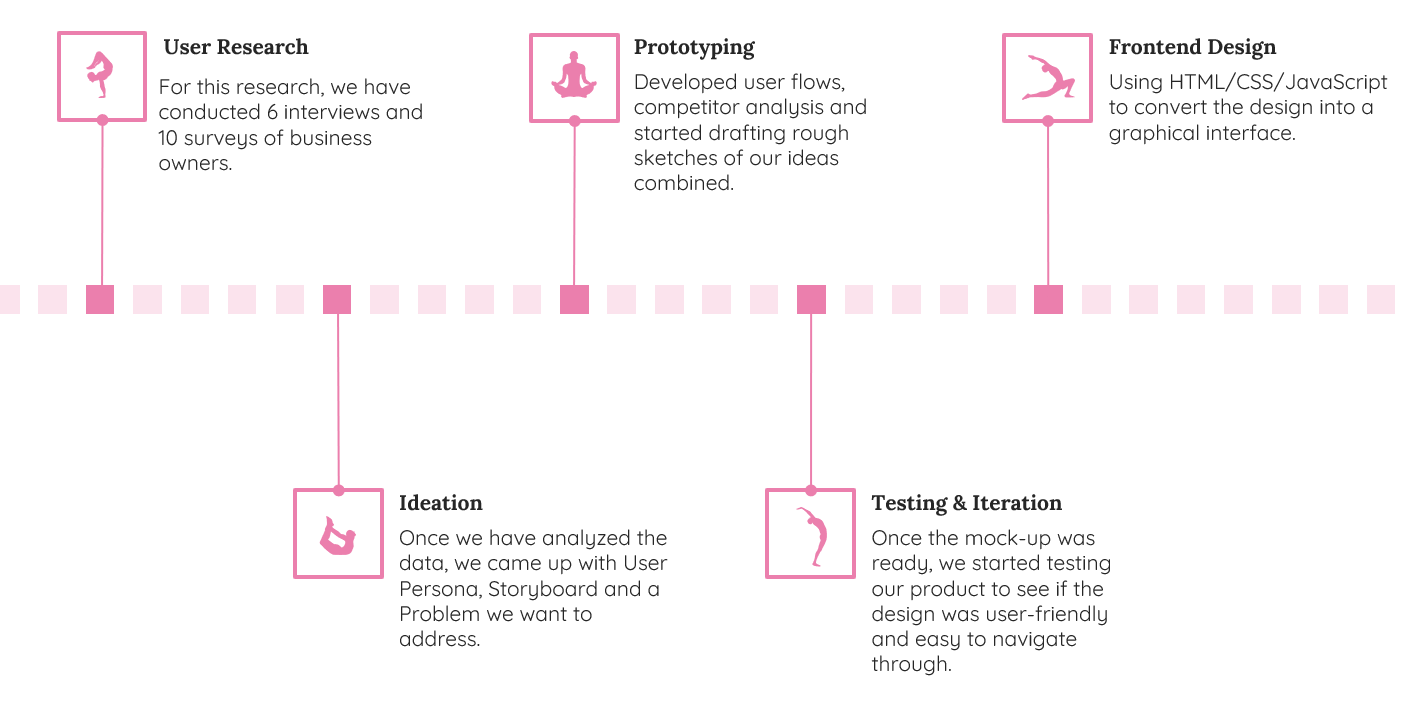 User Research
For this research, we have
conducted 6 interviews and
10 surveys of business
owners.
Prototyping
Developed user flows,
competitor analysis and
started drafting rough
sketches of our ideas
combined.
Frontend Design
Using HTML/CSS/JavaScript
to convert the design into a
graphical interface.
Ideation
Once we have analyzed the
data, we came up with User
Persona, Storyboard and a
Problem we want to
address.
Testing & Iteration
Once the mock-up was
ready, we started testing
our product to see if the
design was user-friendly
and easy to navigate
through.